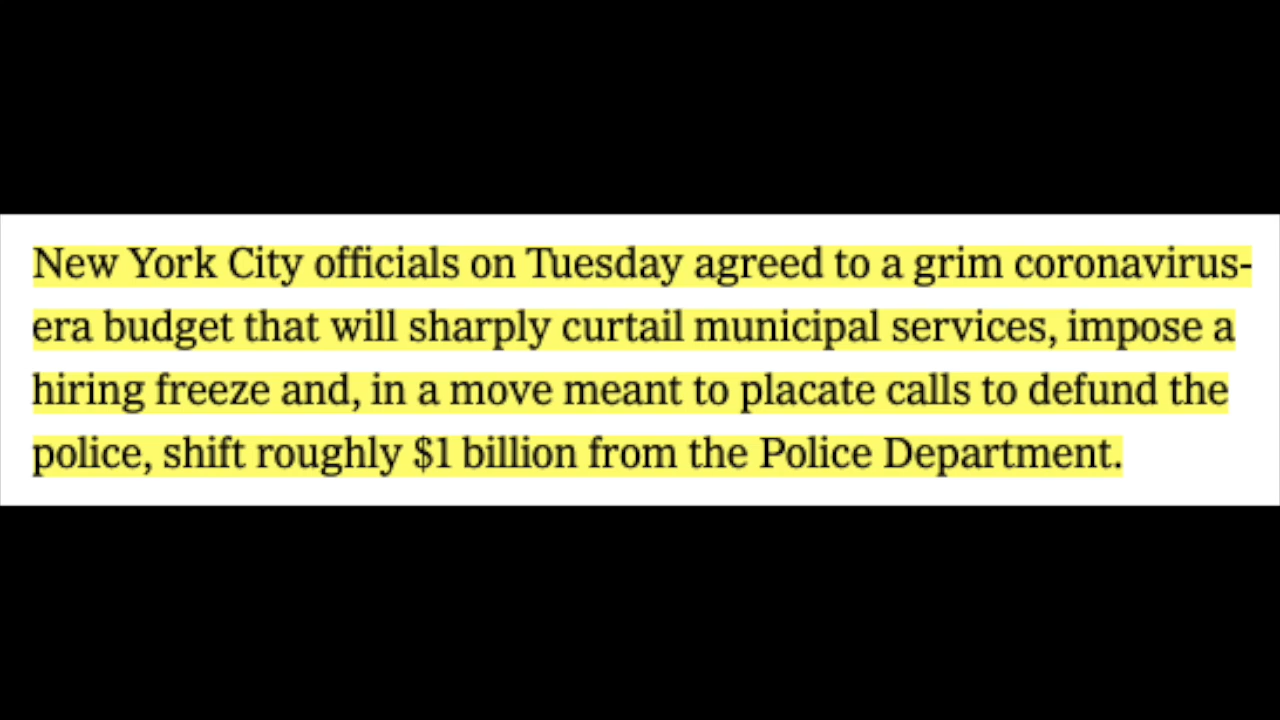 New York City officials on Tuesday agreed to a grim coronavirus-
era budget that will sharply curtail municipal services, impose a
hiring freeze and, in a move meant to placate calls to defund the
police, shift roughly $1 billion from the Police Department.